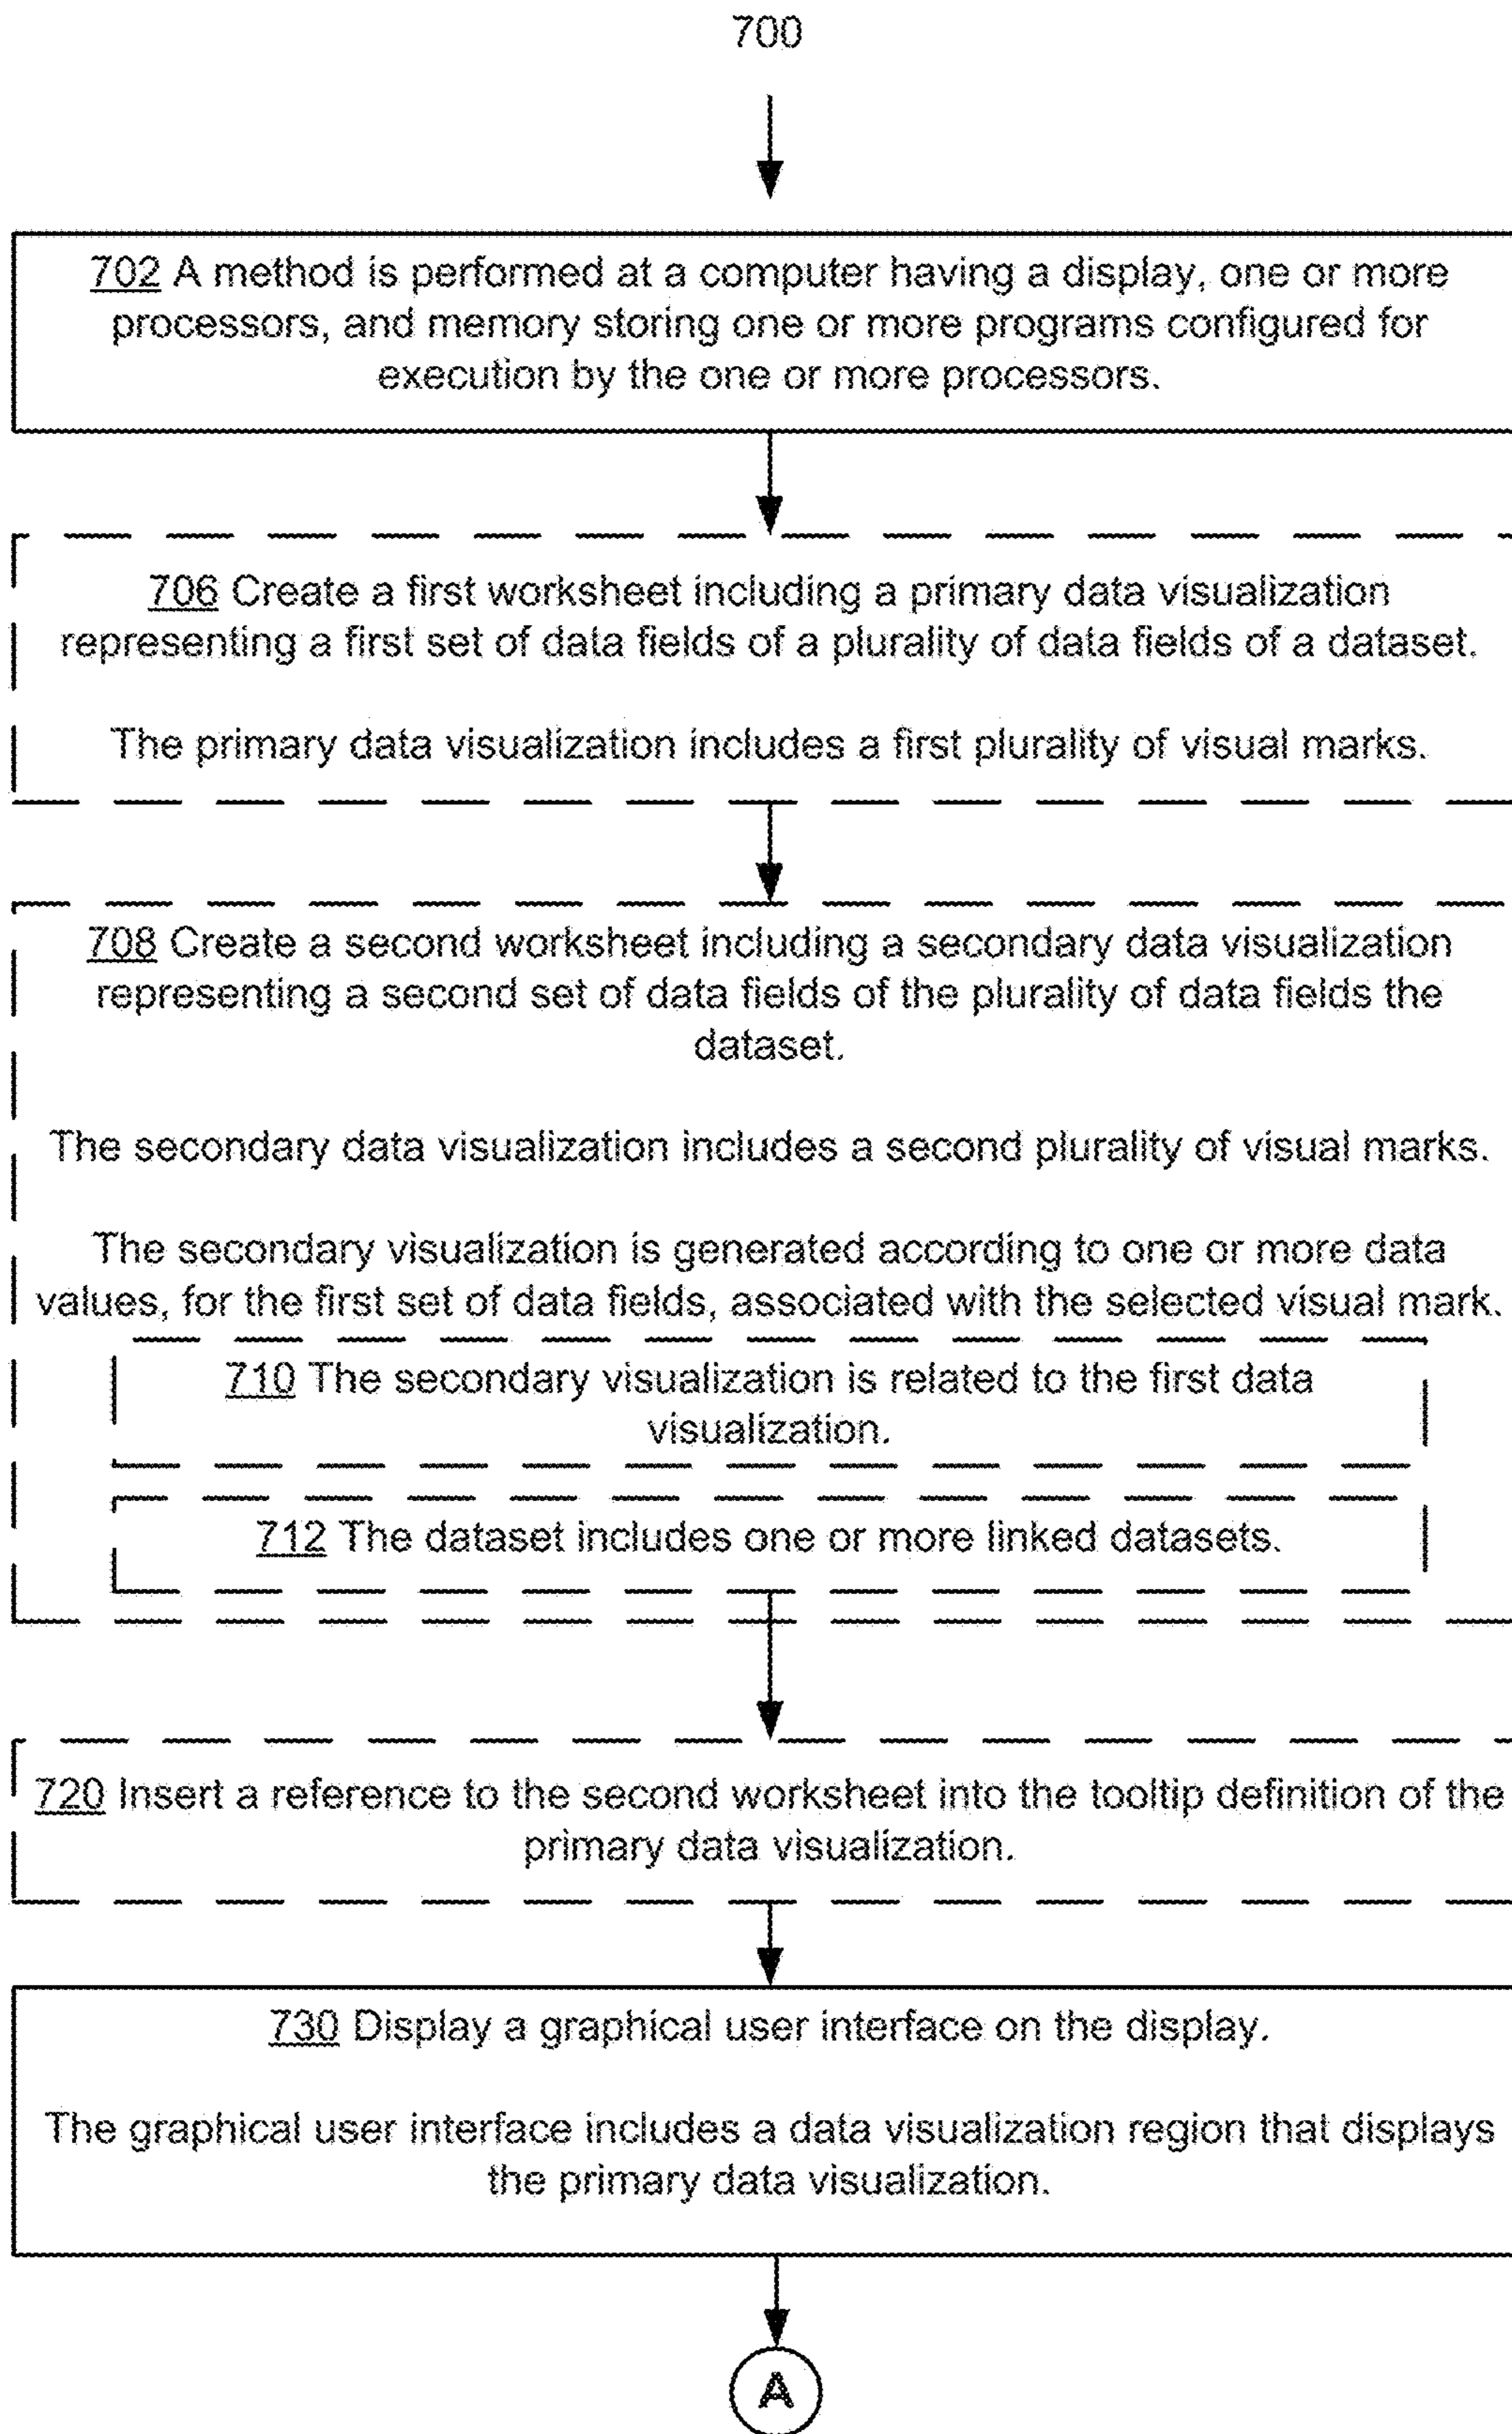 700
702 A method is performed at a computer having a display, one or more
processors, and memory storing one or more programs configured for
execution by the one or more processors.
706 Create a first worksheet including a primary data visualization
representing a first set of data fields of a plurality of data fields of a dataset.
The primary data visualization includes a first plurality of visual marks.
708 Create a second worksheet including a secondary data visualization
representing a second set of data fields of the plurality of data fields the
dataset.
The secondary data visualization includes a second plurality of visual marks.
The secondary visualization is generated according to one or more data
values, for the first set of data fields, associated with the selected visual mark.
710 The secondary visualization is related to the first data
visualization.
712 The dataset includes one or more linked datasets.
720 Insert a reference to the second worksheet into the tooltip definition of the
primary data visualization.
730 Display a graphical user interface on the display.
The graphical user interface includes a data visualization region that displays
the primary data visualization.
A